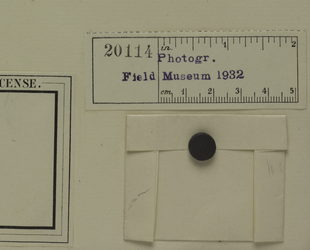 20114 in. 1 2
Photogr.
Field Museum 1932
cm. 1 2 3 4 5
CENSE.